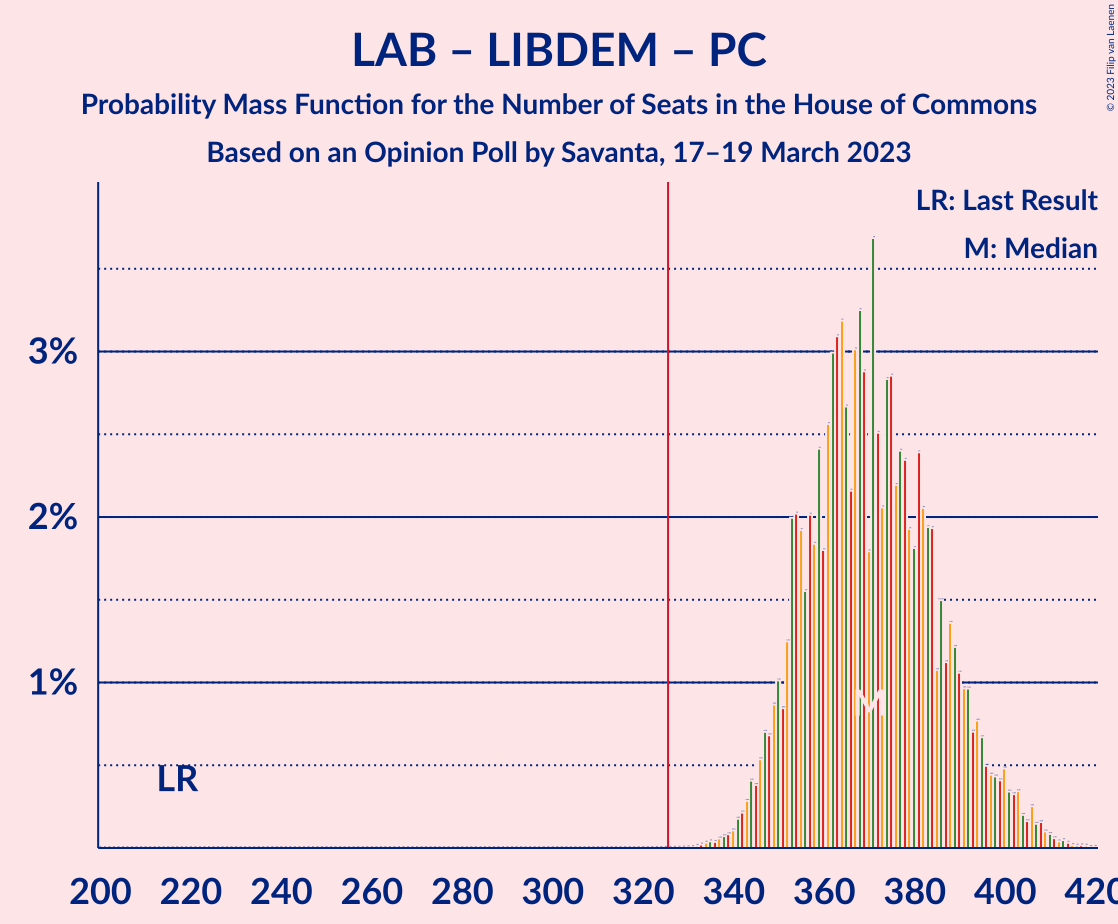 LAB – LIBDEM – PC
Probability Mass Function for the Number of Seats in the House of Commons
Based on an Opinion Poll by Savanta, 17–19 March 2023
© 2023 Filip van Laenen
LR: Last Result
M: Median
3%
2%
1%
LR
M
200 220 240 260 280 300 320 340 360 380 400 420